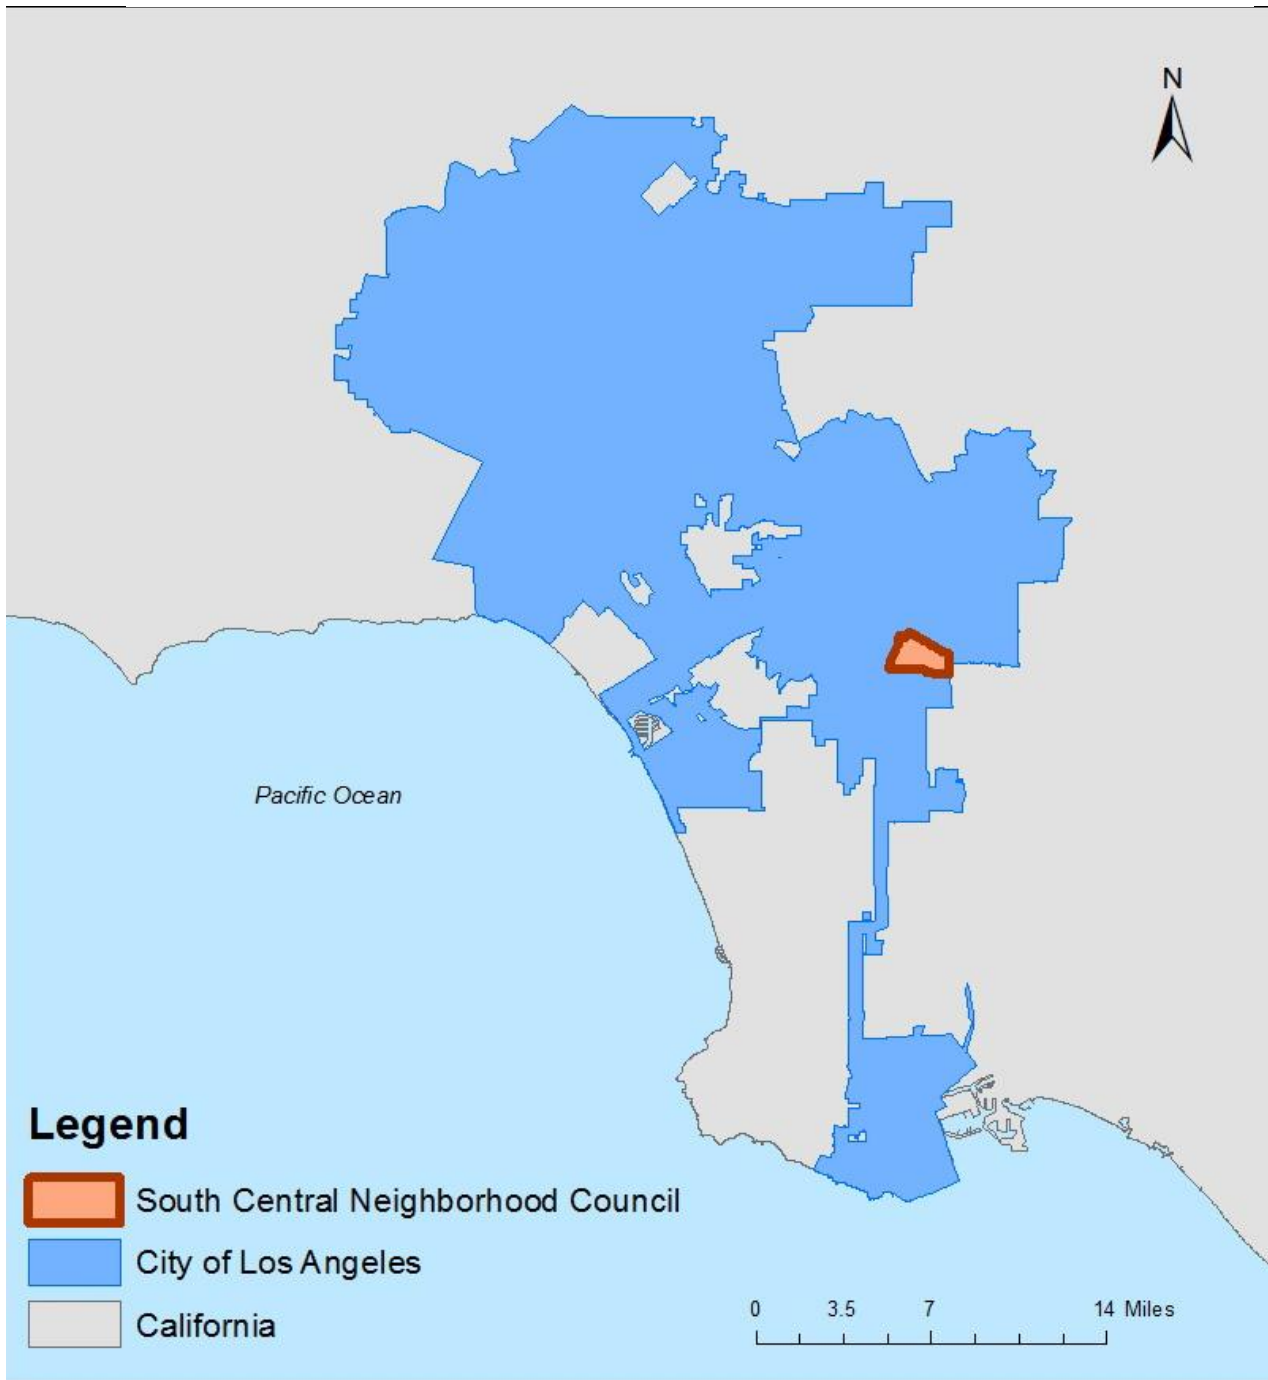 N
Pacific Ocean
Legend
South Central Neighborhood Council
City of Los Angeles
California
0 3.5 7 14 Miles